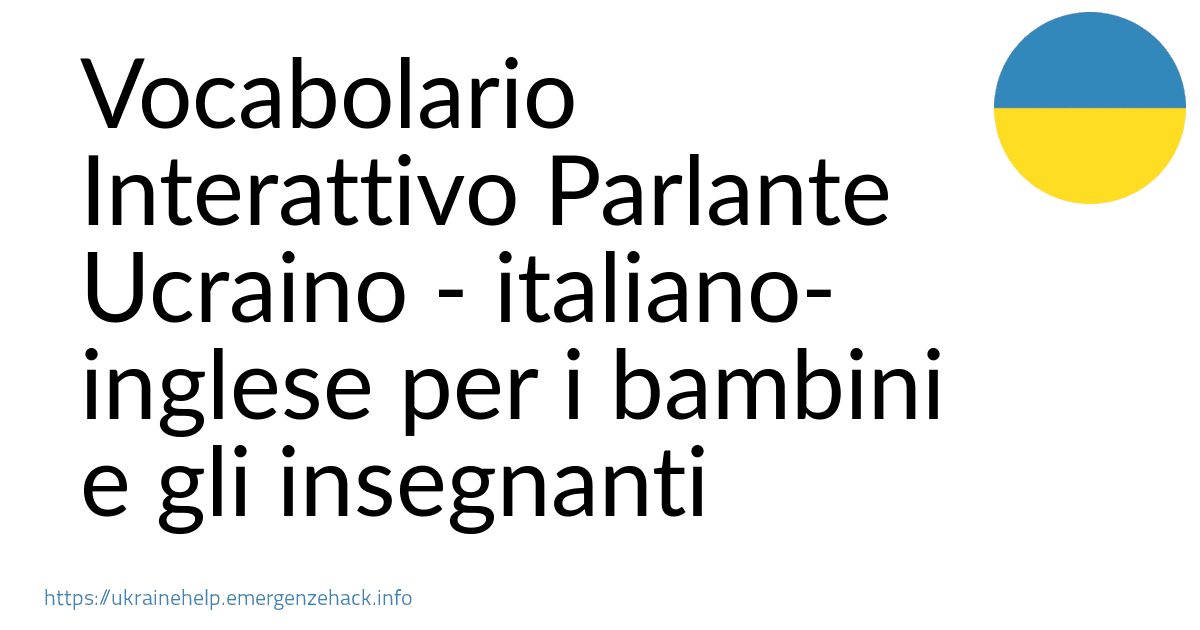 Vocabolario
Interattivo Parlante
Ucraino - italiano-
inglese per i bambini
e gli insegnanti
https://ukrainehelp.emergenzehack.info